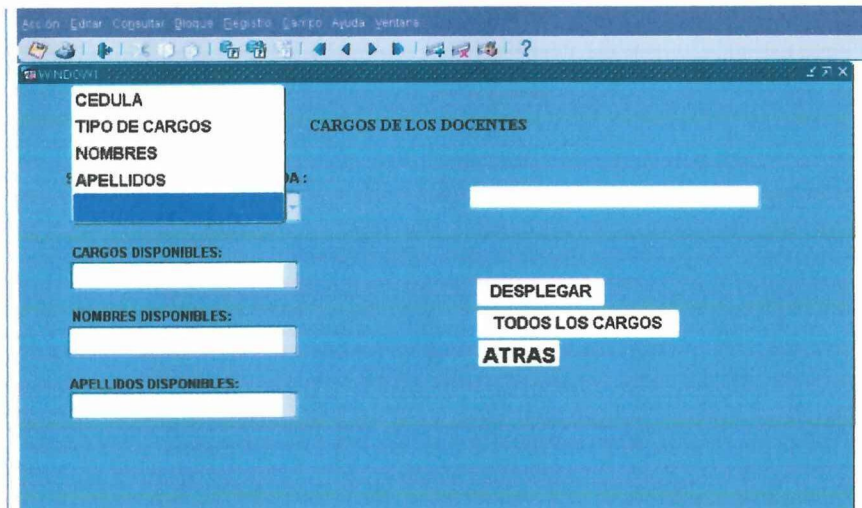 Acción Editar Consultar Bloque Registro Campo Ayuda Ventana
?
WINDOW1
CEDULA
TIPO DE CARGOS
NOMBRES
APELLIDOS
CARGOS DE LOS DOCENTES
DA :
CARGOS DISPONIBLES:
NOMBRES DISPONIBLES:
APELLIDOS DISPONIBLES:
DESPLEGAR
TODOS LOS CARGOS
ATRAS